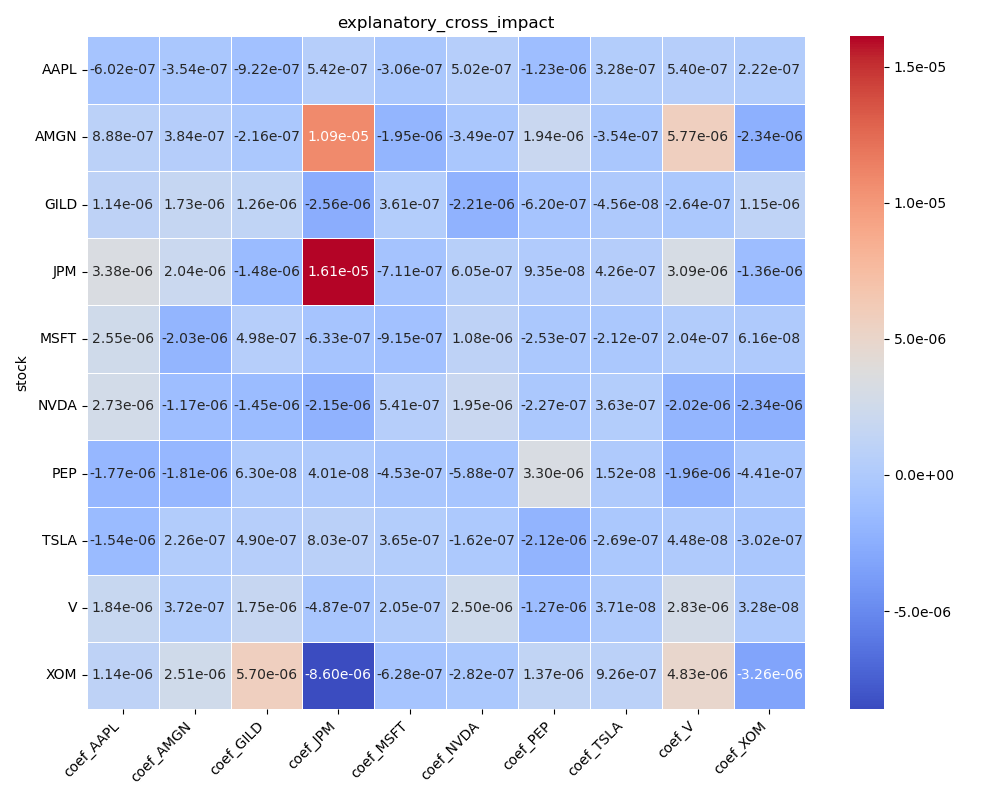 explanatory_cross_impact
AAPL -6.02e-07 -3.54e-07 -9.22e-07 5.42e-07 -3.06e-07 5.02e-07 -1.23e-06 3.28e-07 5.40e-07 2.22e-07
AMGN 8.88e-07 3.84e-07 -2.16e-07 1.09e-05 -1.95e-06 -3.49e-07 1.94e-06 -3.54e-07 5.77e-06 -2.34e-06
GILD 1.14e-06 1.73e-06 1.26e-06 -2.56e-06 3.61e-07 -2.21e-06 -6.20e-07 -4.56e-08 -2.64e-07 1.15e-06
JPM 3.38e-06 2.04e-06 -1.48e-06 1.61e-05 -7.11e-07 6.05e-07 9.35e-08 4.26e-07 3.09e-06 -1.36e-06
MSFT 2.55e-06 -2.03e-06 4.98e-07 -6.33e-07 -9.15e-07 1.08e-06 -2.53e-07 -2.12e-07 2.04e-07 6.16e-08
NVDA 2.73e-06 -1.17e-06 -1.45e-06 -2.15e-06 5.41e-07 1.95e-06 -2.27e-07 3.63e-07 -2.02e-06 -2.34e-06
PEP -1.77e-06 -1.81e-06 6.30e-08 4.01e-08 -4.53e-07 -5.88e-07 3.30e-06 1.52e-08 -1.96e-06 -4.41e-07
TSLA -1.54e-06 2.26e-07 4.90e-07 8.03e-07 3.65e-07 -1.62e-07 -2.12e-06 -2.69e-07 4.48e-08 -3.02e-07
V 1.84e-06 3.72e-07 1.75e-06 -4.87e-07 2.05e-07 2.50e-06 -1.27e-06 3.71e-08 2.83e-06 3.28e-08
XOM 1.14e-06 2.51e-06 5.70e-06 -8.60e-06 -6.28e-07 -2.82e-07 1.37e-06 9.26e-07 4.83e-06 -3.26e-06
stock
coef_AAPL coef_AMGN coef_GILD coef_JPM coef_MSFT coef_NVDA coef_PEP coef_TSLA coef_V coef_XOM
1.5e-05
1.0e-05
5.0e-06
0.0e+00
-5.0e-06